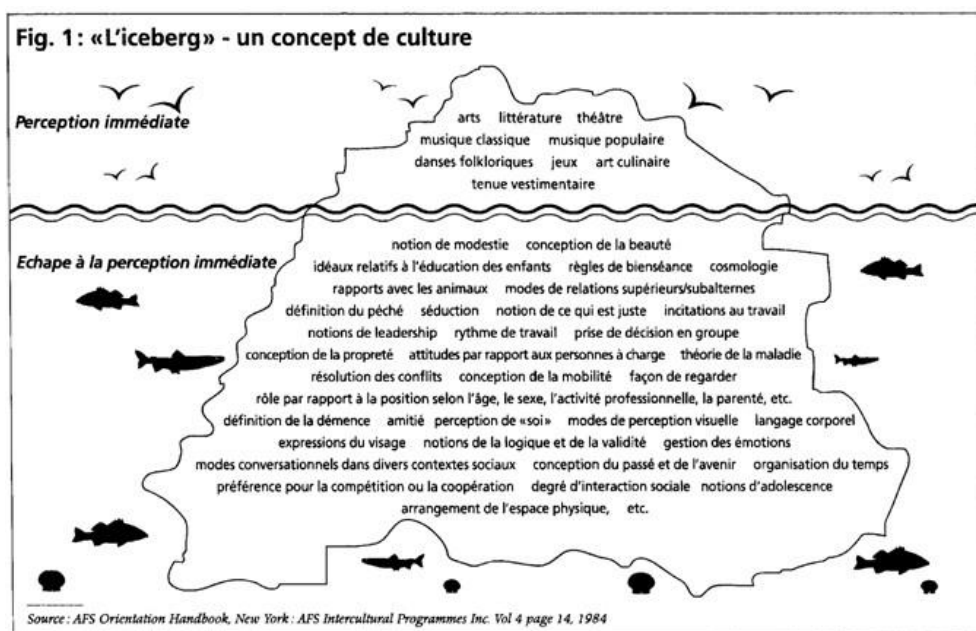 Fig. 1: «L'iceberg» - un concept de culture
Perception immédiate
arts littérature théâtre
musique classique musique populaire
danses folkloriques jeux art culinaire
tenue vestimentaire
Echape à la perception immédiate
notion de modestie conception de la beauté
idéaux relatifs à l'éducation des enfants règles de bienséance cosmologie
rapports avec les animaux modes de relations supérieurs/subalternes
définition du péché séduction notion de ce qui est juste incitations au travail
notions de leadership rythme de travail prise de décision en groupe
conception de la propreté attitudes par rapport aux personnes à charge théorie de la maladie
résolution des conflits conception de la mobilité façon de regarder
rôle par rapport à la position selon l'âge, le sexe, l'activité professionnelle, la parenté, etc.
définition de la démence amitié perception de «soi» modes de perception visuelle langage corporel
expressions du visage notions de la logique et de la validité gestion des émotions
modes conversationnels dans divers contextes sociaux conception du passé et de l'avenir organisation du temps
préférence pour la compétition ou la coopération degré d'interaction sociale notions d'adolescence
arrangement de l'espace physique, etc.
Source : AFS Orientation Handbook, New York : AFS Intercultural Programmes Inc. Vol 4 page 14, 1984